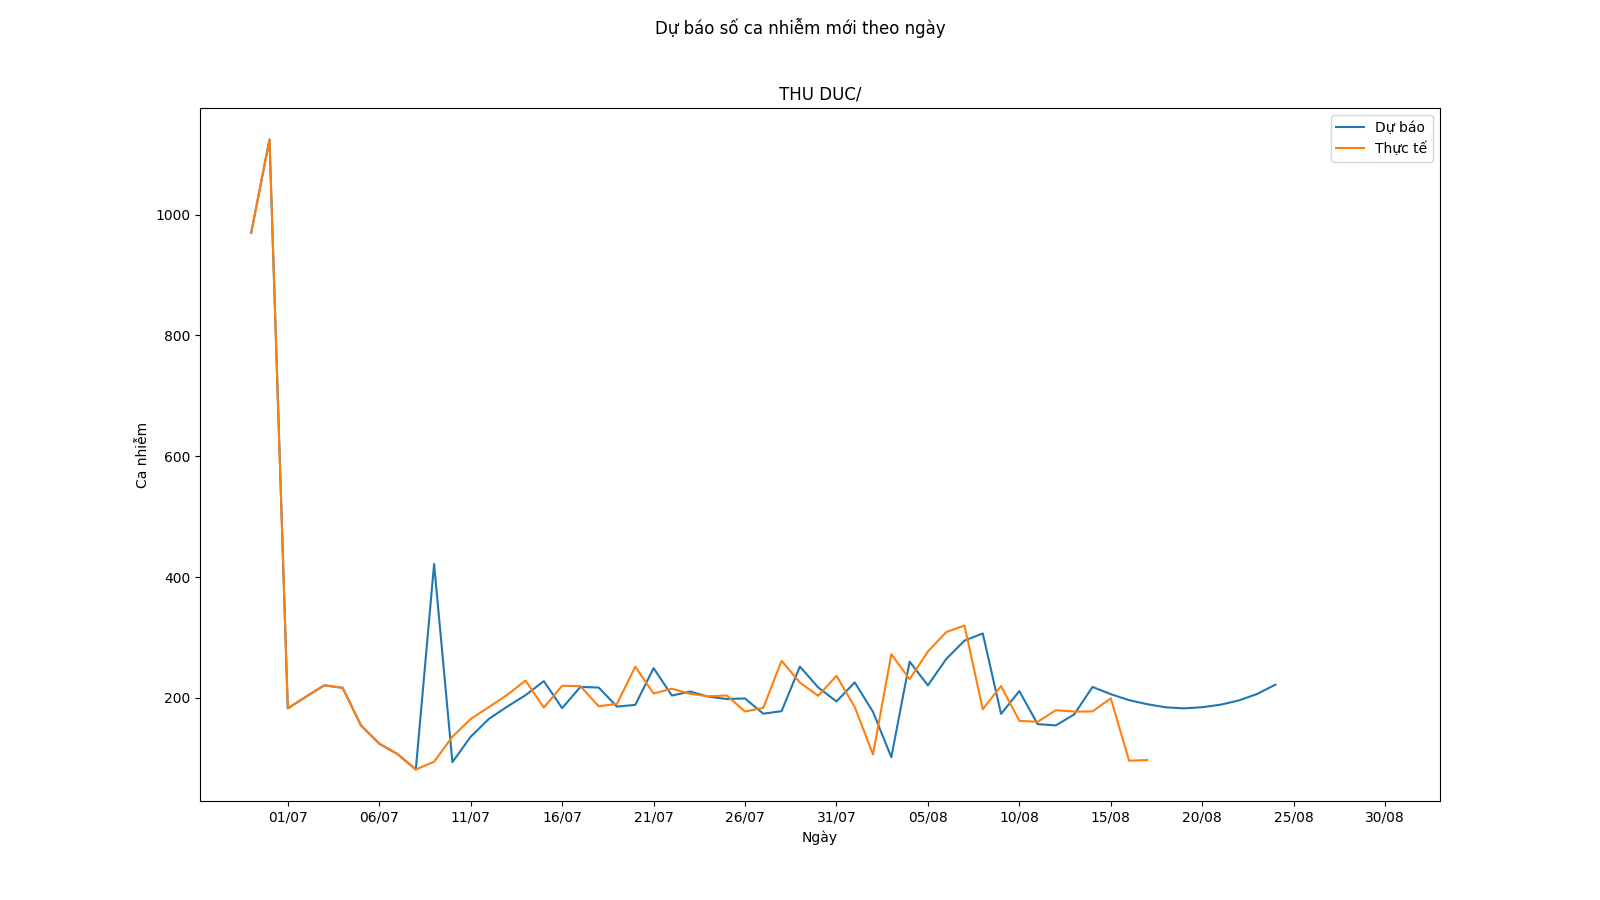 Dự báo số ca nhiễm mới theo ngày
THU DUC/
Dự báo
Thực tế
1000
800
600
400
200
Ca nhiễm
01/07 06/07 11/07 16/07 21/07 26/07 31/07 05/08 10/08 15/08 20/08 25/08 30/08
Ngày